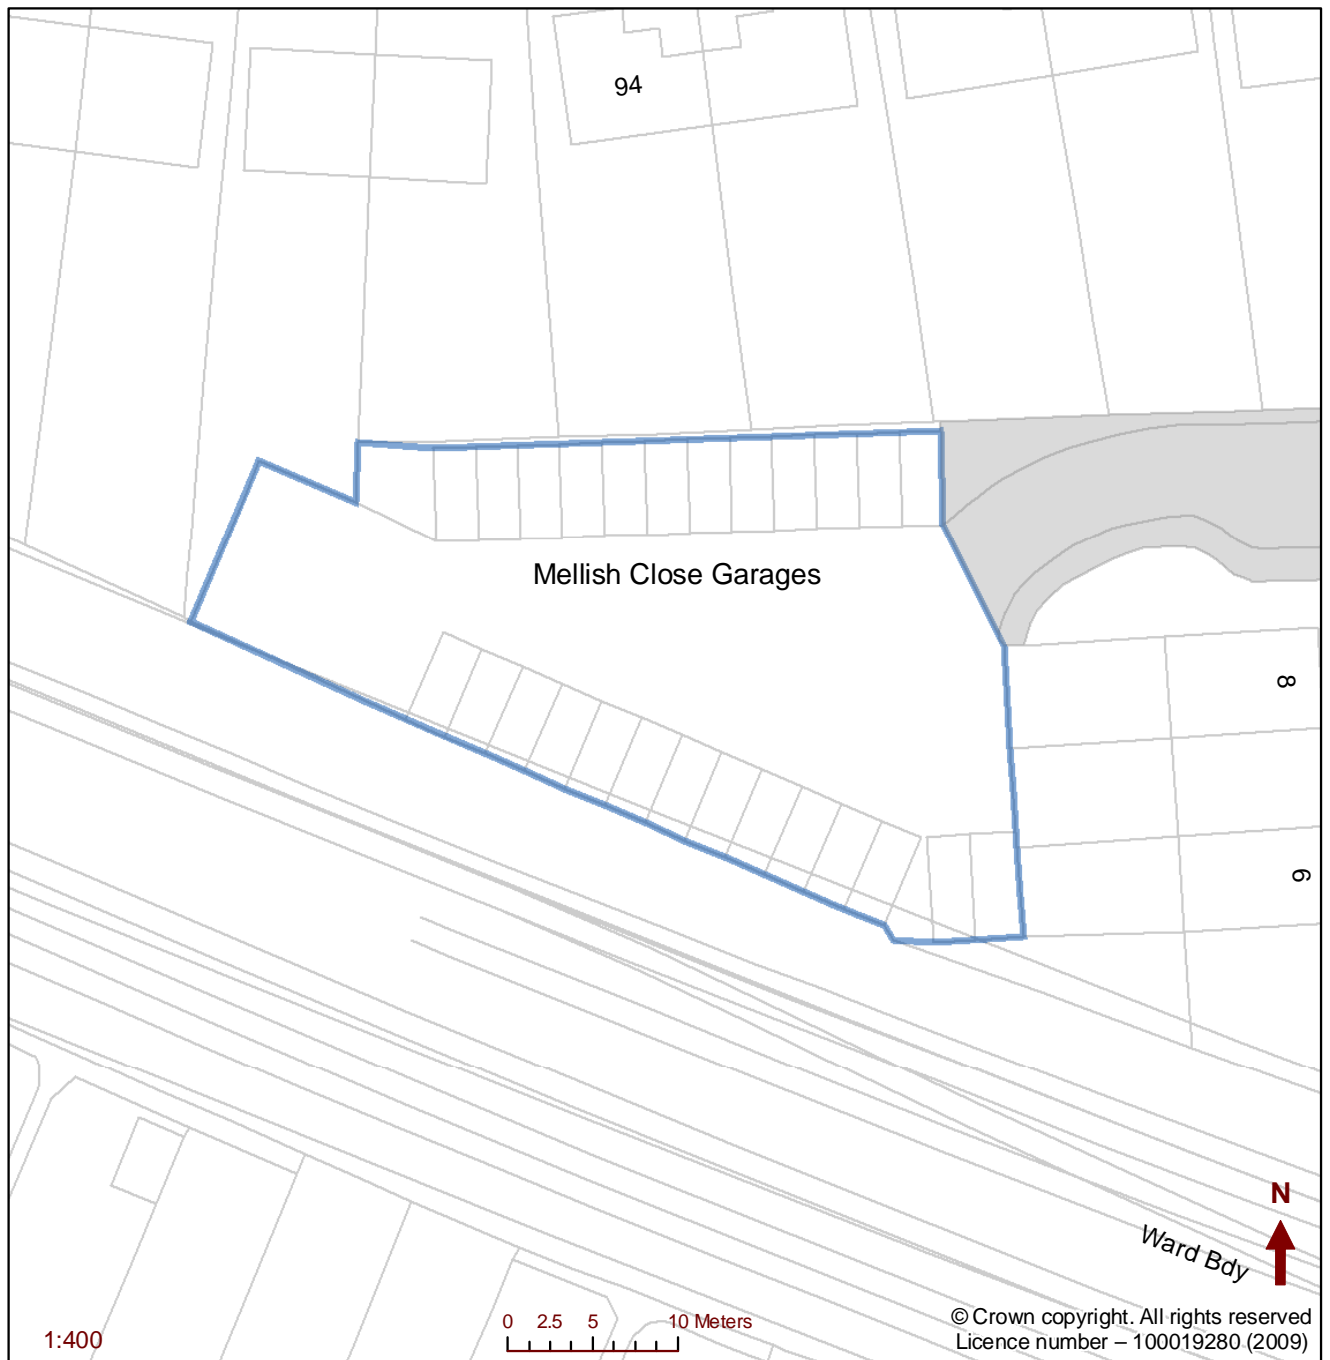 94
Mellish Close Garages
8
6
N
Ward Bdy
1:400
0 2.5 5 10 Meters
© Crown copyright. All rights reserved
Licence number – 100019280 (2009)